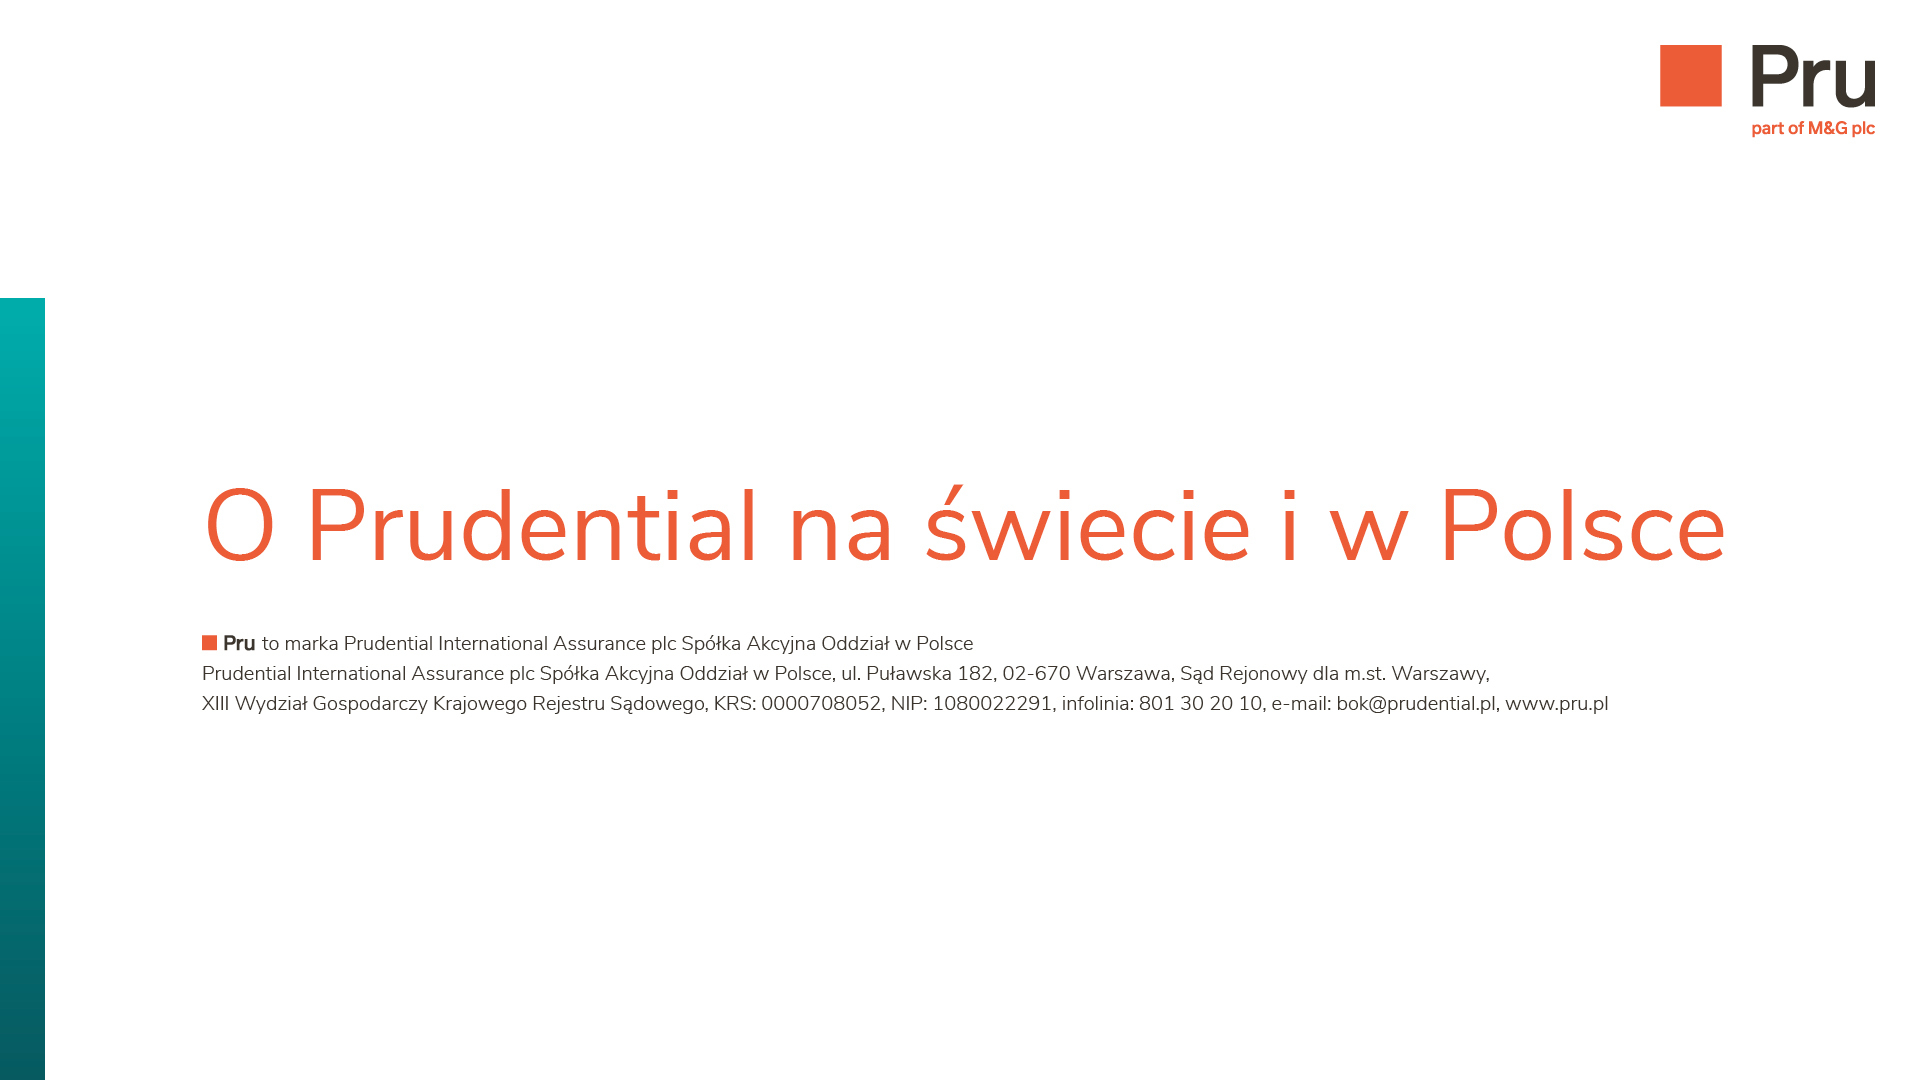 Pru
part of M&G plc
O Prudential na świecie i w Polsce
Pru to marka Prudential International Assurance plc Spółka Akcyjna Oddział w Polsce
Prudential International Assurance plc Spółka Akcyjna Oddział w Polsce, ul. Puławska 182, 02-670 Warszawa, Sąd Rejonowy dla m.st. Warszawy,
XIII Wydział Gospodarczy Krajowego Rejestru Sądowego, KRS: 0000708052, NIP: 1080022291, infolinia: 801 30 20 10, e-mail: bok@prudential.pl, www.pru.pl